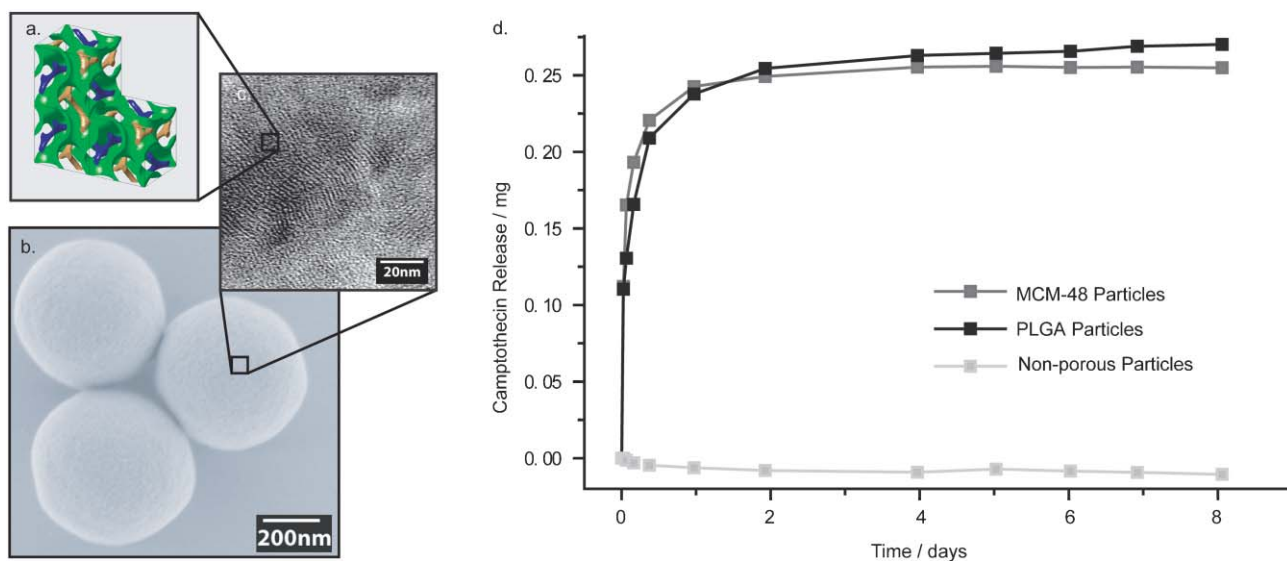 a.
b.
c.
20nm
200nm
d.
Camptothecin Release / mg
0.25
0.20
0.15
0.10
0.05
0.00
MCM-48 Particles
PLGA Particles
Non-porous Particles
0
2
4
6
8
Time / days